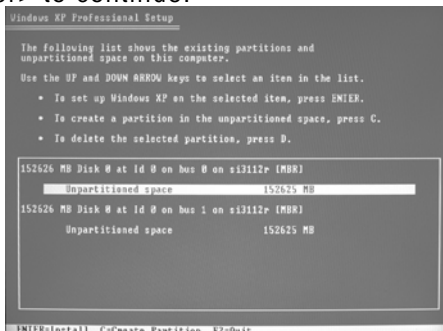 to continue.
Windows XP Professional Setup
The following list shows the existing partitions and
unpartitioned space on this computer.
Use the UP and DOWN ARROW keys to select an item in the list.
• To set up Windows XP on the selected item, press ENTER.
• To create a partition in the unpartitioned space, press C.
• To delete the selected partition, press D.
152626 MB Disk 0 at Id 0 on bus 0 on si3112r [MBR]
Unpartitioned space 152625 MB
152626 MB Disk 0 at Id 0 on bus 1 on si3112r [MBR]
Unpartitioned space 152625 MB
ENTER=Install C=Create Partition F3=Quit